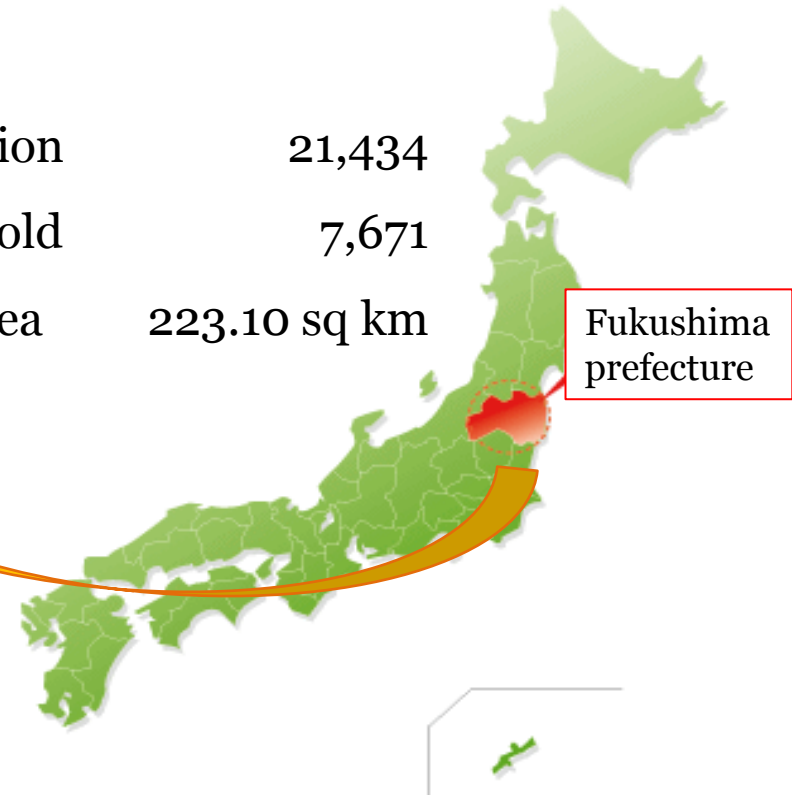 ion 21,434
old 7,671
ea 223.10 sq km
Fukushima
prefecture